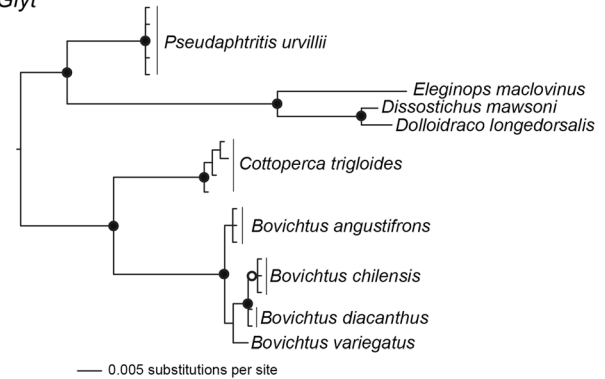 Glyt
Pseudaphtritis urvillii
Eleginops maclovinus
Dissostichus mawsoni
Dolloidraco longedorsalis
Cottoperca trigloides
Bovichtus angustifrons
Bovichtus chilensis
Bovichtus diacanthus
Bovichtus variegatus
0.005 substitutions per site